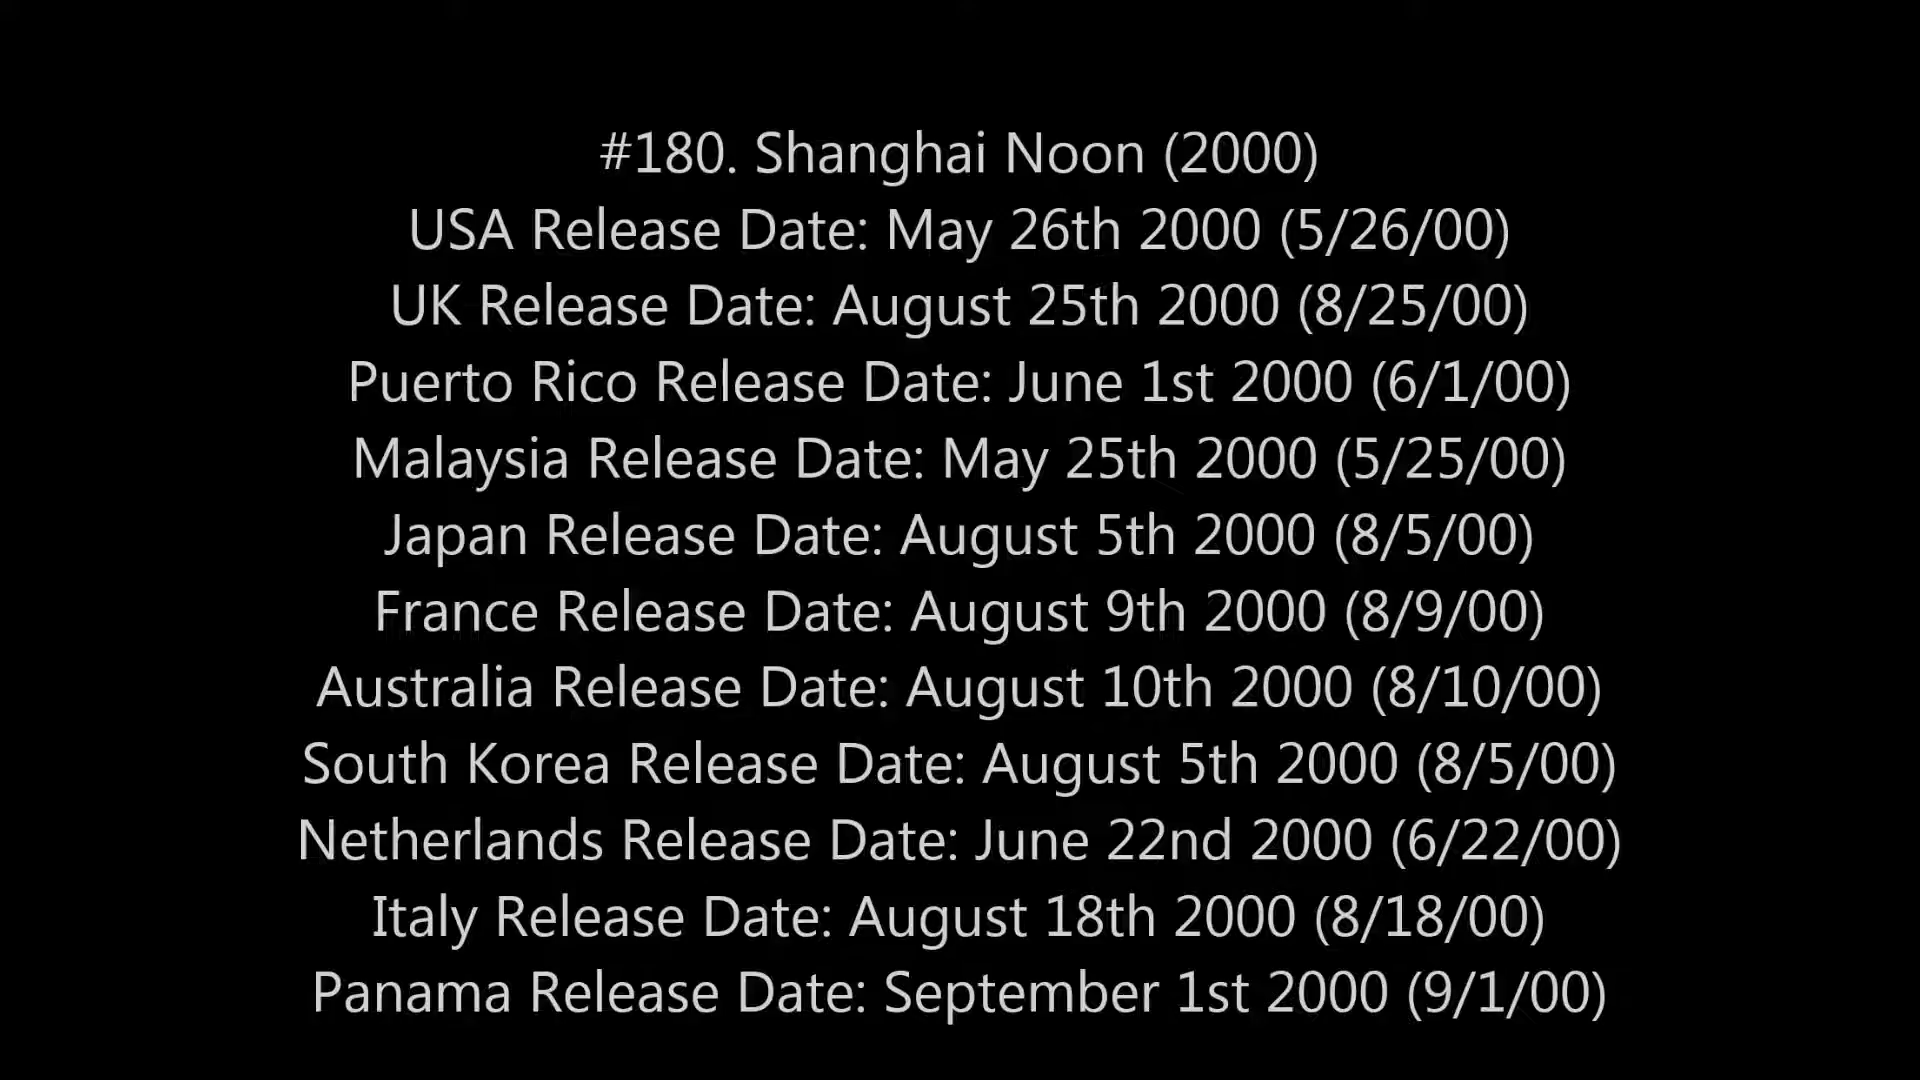 #180. Shanghai Noon (2000)
USA Release Date: May 26th 2000 (5/26/00)
UK Release Date: August 25th 2000 (8/25/00)
Puerto Rico Release Date: June 1st 2000 (6/1/00)
Malaysia Release Date: May 25th 2000 (5/25/00)
Japan Release Date: August 5th 2000 (8/5/00)
France Release Date: August 9th 2000 (8/9/00)
Australia Release Date: August 10th 2000 (8/10/00)
South Korea Release Date: August 5th 2000 (8/5/00)
Netherlands Release Date: June 22nd 2000 (6/22/00)
Italy Release Date: August 18th 2000 (8/18/00)
Panama Release Date: September 1st 2000 (9/1/00)